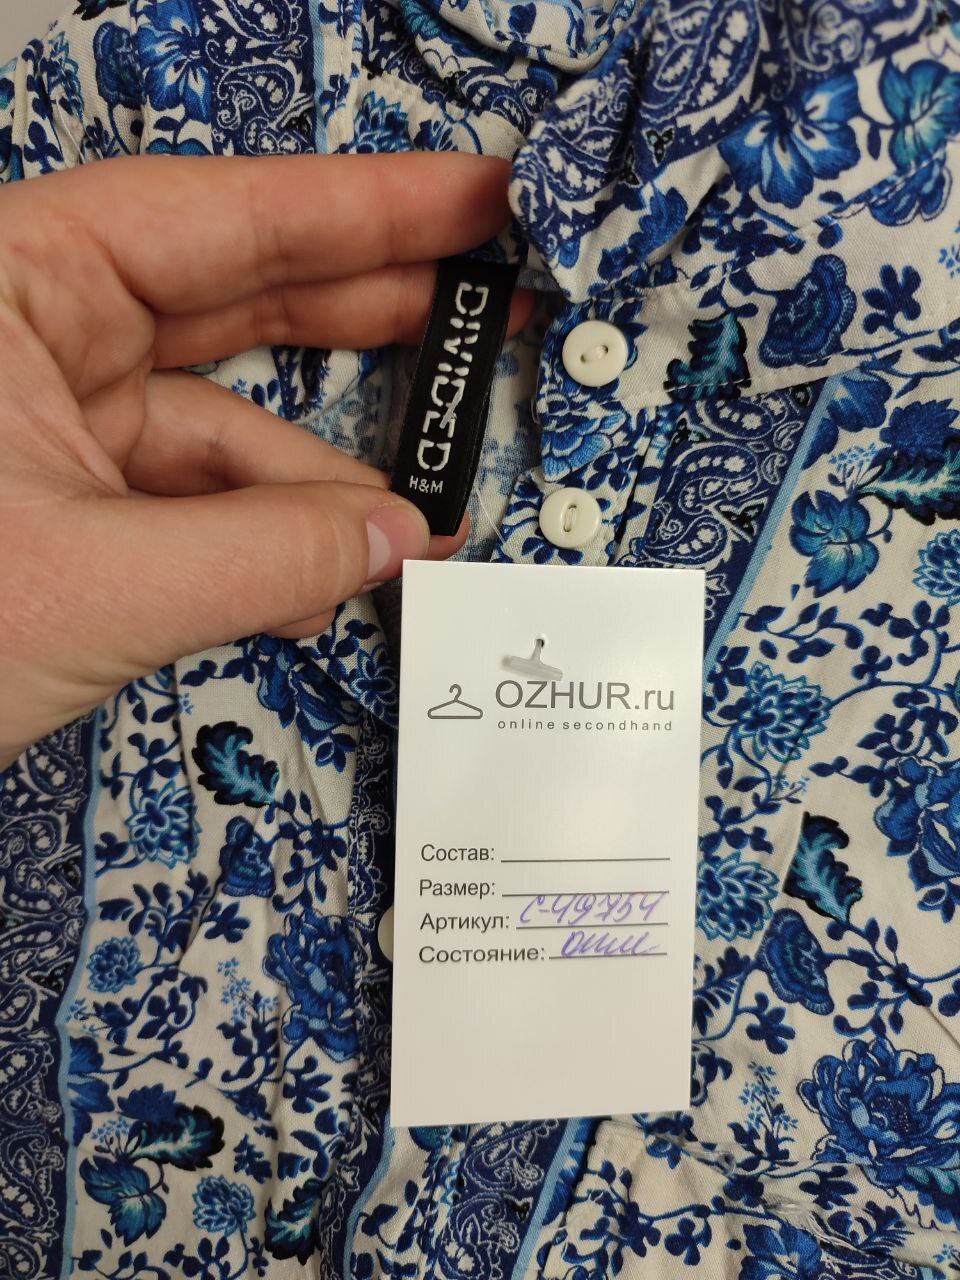 DIVIDED
H&M
OZHUR.ru
online secondhand
Состав:
Размер:
Артикул: С-49754
Состояние: отл.